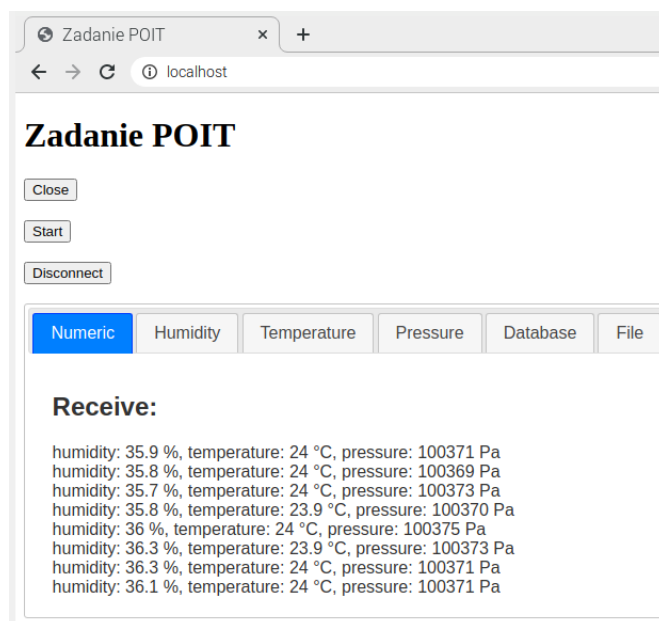 Zadanie POIT
localhost
Zadanie POIT
Close
Start
Disconnect
Numeric Humidity Temperature Pressure Database File
Receive:
humidity: 35.9 %, temperature: 24 °C, pressure: 100371 Pa
humidity: 35.8 %, temperature: 24 °C, pressure: 100369 Pa
humidity: 35.7 %, temperature: 24 °C, pressure: 100373 Pa
humidity: 35.8 %, temperature: 23.9 °C, pressure: 100370 Pa
humidity: 36 %, temperature: 24 °C, pressure: 100375 Pa
humidity: 36.3 %, temperature: 23.9 °C, pressure: 100373 Pa
humidity: 36.3 %, temperature: 24 °C, pressure: 100371 Pa
humidity: 36.1 %, temperature: 24 °C, pressure: 100371 Pa